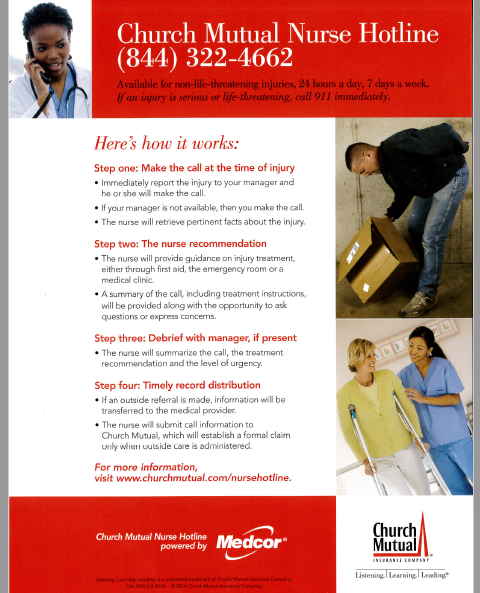 Church Mutual Nurse Hotline
(844) 322-4662
Available for non-life-threatening injuries, 24 hours a day, 7 days a week.
If an injury is serious or life-threatening, call 911 immediately.
Here's how it works:
Step one: Make the call at the time of injury
• Immediately report the injury to your manager and
he or she will make the call.
• If your manager is not available, then you make the call.
• The nurse will retrieve pertinent facts about the injury.
Step two: The nurse recommendation
• The nurse will provide guidance on injury treatment,
either through first aid, the emergency room or a
medical clinic.
• A summary of the call, including treatment instructions,
will be provided along with the opportunity to ask
questions or express concerns.
Step three: Debrief with manager, if present
• The nurse will summarize the call, the treatment
recommendation and the level of urgency.
Step four: Timely record distribution
• If an outside referral is made, information will be
transferred to the medical provider.
• The nurse will submit call information to
Church Mutual, which will establish a formal claim
only when outside care is administered.
For more information,
visit www.churchmutual.com/nursehotline.
Church Mutual Nurse Hotline
powered by
Medcor®
Church
Mutual®
INSURANCE COMPANY
Listening. Learning. Leading.®
Listening. Learning. Leading. is a registered trademark of Church Mutual Insurance Company.
© 2014 Church Mutual Insurance Company